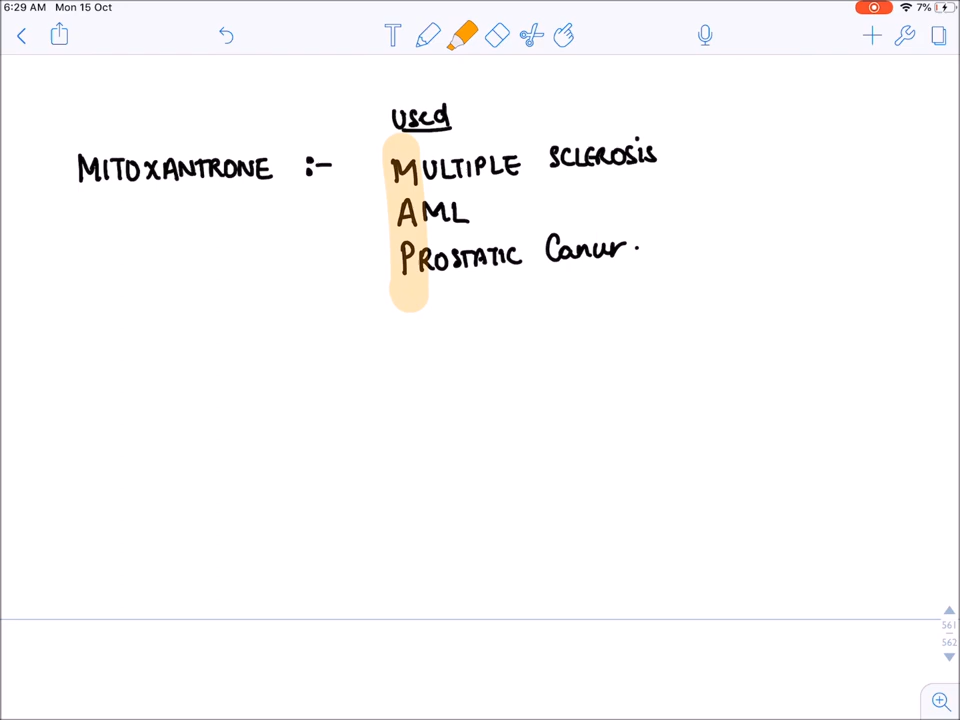 6:29 AM Mon 15 Oct 7%
T
Used
MITOXANTRONE :- MULTIPLE SCLEROSIS
AML
PROSTATIC Cancer.
561
562